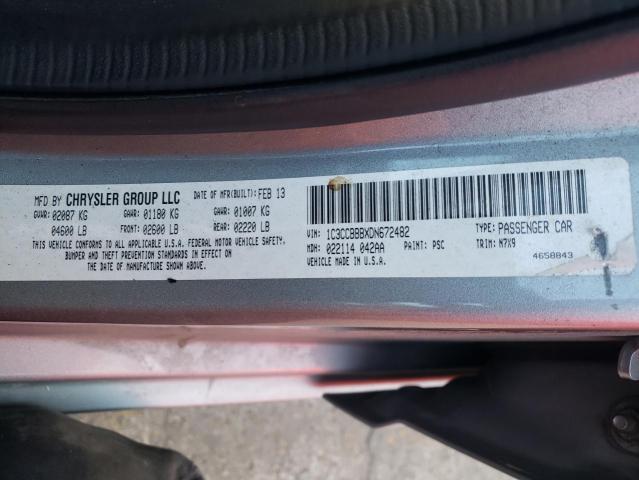 MFD BY CHRYSLER GROUP LLC DATE OF MFR(BUILT): FEB 13
GVWR: 02087 KG GAWR: 01180 KG GAWR: 01007 KG
04600 LB FRONT: 02600 LB REAR: 02220 LB
THIS VEHICLE CONFORMS TO ALL APPLICABLE U.S.A. FEDERAL MOTOR VEHICLE SAFETY,
BUMPER AND THEFT PREVENTION STANDARDS IN EFFECT ON
THE DATE OF MANUFACTURE SHOWN ABOVE.
VIN: 1C3CCBBBXDN672482 TYPE: PASSENGER CAR
MDH: 022114 042AA PAINT: PSC TRIM: N7X9
VEHICLE MADE IN U.S.A. 4658843